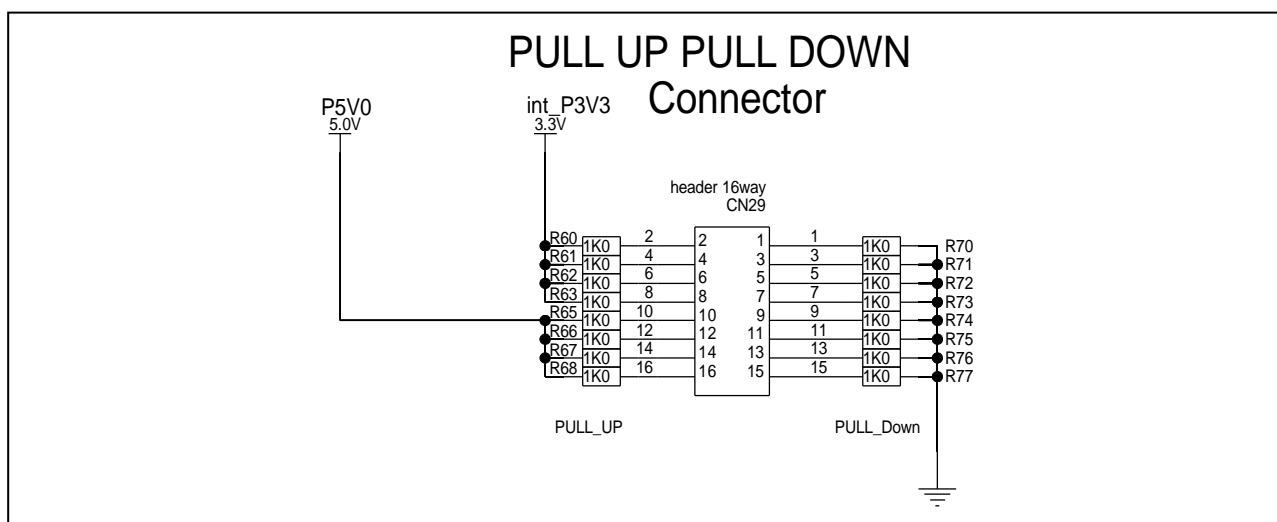 PULL UP PULL DOWN
Connector
P5V0
5.0V
int_P3V3
3.3V
header 16way
CN29
R60 1K0 2 2 1 1 1K0 R70
R61 1K0 4 4 3 3 1K0 R71
R62 1K0 6 6 5 5 1K0 R72
R63 1K0 8 8 7 7 1K0 R73
R65 1K0 10 10 9 9 1K0 R74
R66 1K0 12 12 11 11 1K0 R75
R67 1K0 14 14 13 13 1K0 R76
R68 1K0 16 16 15 15 1K0 R77
PULL_UP PULL_Down